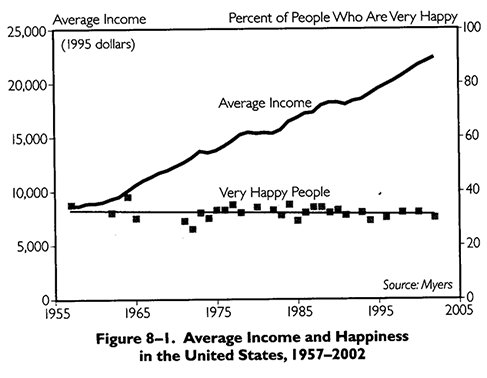 Average Income Percent of People Who Are Very Happy
25,000 100
(1995 dollars)
20,000 80
Average Income
15,000 60
10,000 40
Very Happy People
5,000 20
Source: Myers
0 0
1955 1965 1975 1985 1995 2005
Figure 8–1. Average Income and Happiness
in the United States, 1957–2002